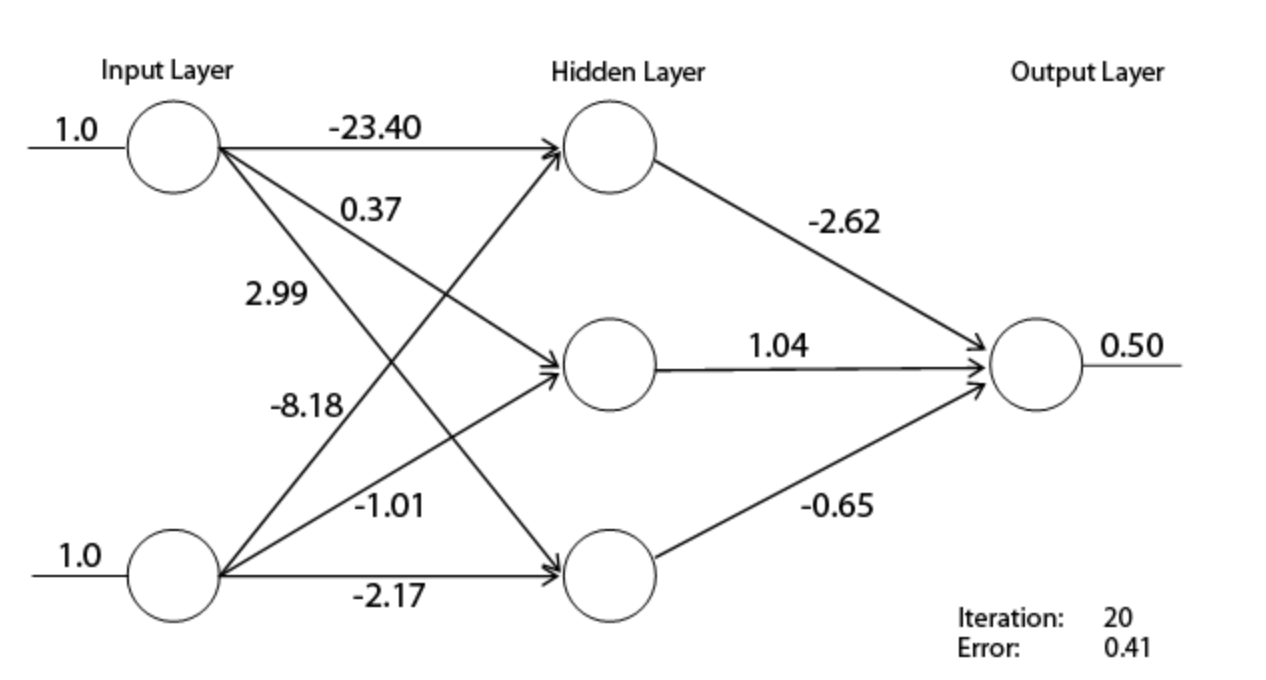 Input Layer
Hidden Layer
Output Layer
1.0
-23.40
0.37
-2.62
2.99
1.04
0.50
-8.18
-1.01
-0.65
1.0
-2.17
Iteration: 20
Error: 0.41